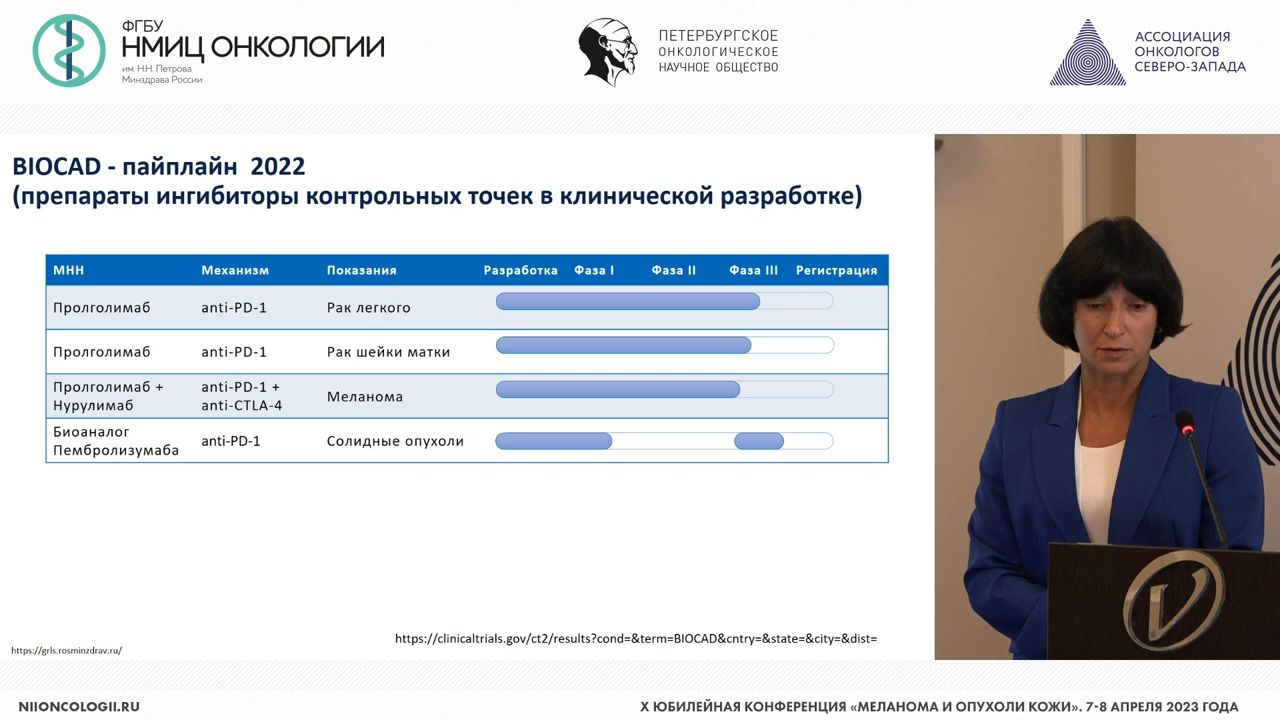 ФГБУ
НМИЦ ОНКОЛОГИИ
им. Н.Н. Петрова
Минздрава России
ПЕТЕРБУРГСКОЕ
ОНКОЛОГИЧЕСКОЕ
НАУЧНОЕ ОБЩЕСТВО
АССОЦИАЦИЯ
ОНКОЛОГОВ
СЕВЕРО-ЗАПАДА
BIOCAD - пайплайн 2022
(препараты ингибиторы контрольных точек в клинической разработке)
МНН Механизм Показания Разработка Фаза I Фаза II Фаза III Регистрация
Пролголимаб anti-PD-1 Рак легкого
Пролголимаб anti-PD-1 Рак шейки матки
Пролголимаб +
Нурулимаб
anti-PD-1 +
anti-CTLA-4
Меланома
Биоаналог
Пембролизумаба
anti-PD-1 Солидные опухоли
https://clinicaltrials.gov/ct2/results?cond=&term=BIOCAD&cntry=&state=&city=&dist=
https://grls.rosminzdrav.ru/
NIIONCOLOGII.RU
X ЮБИЛЕЙНАЯ КОНФЕРЕНЦИЯ «МЕЛАНОМА И ОПУХОЛИ КОЖИ». 7-8 АПРЕЛЯ 2023 ГОДА